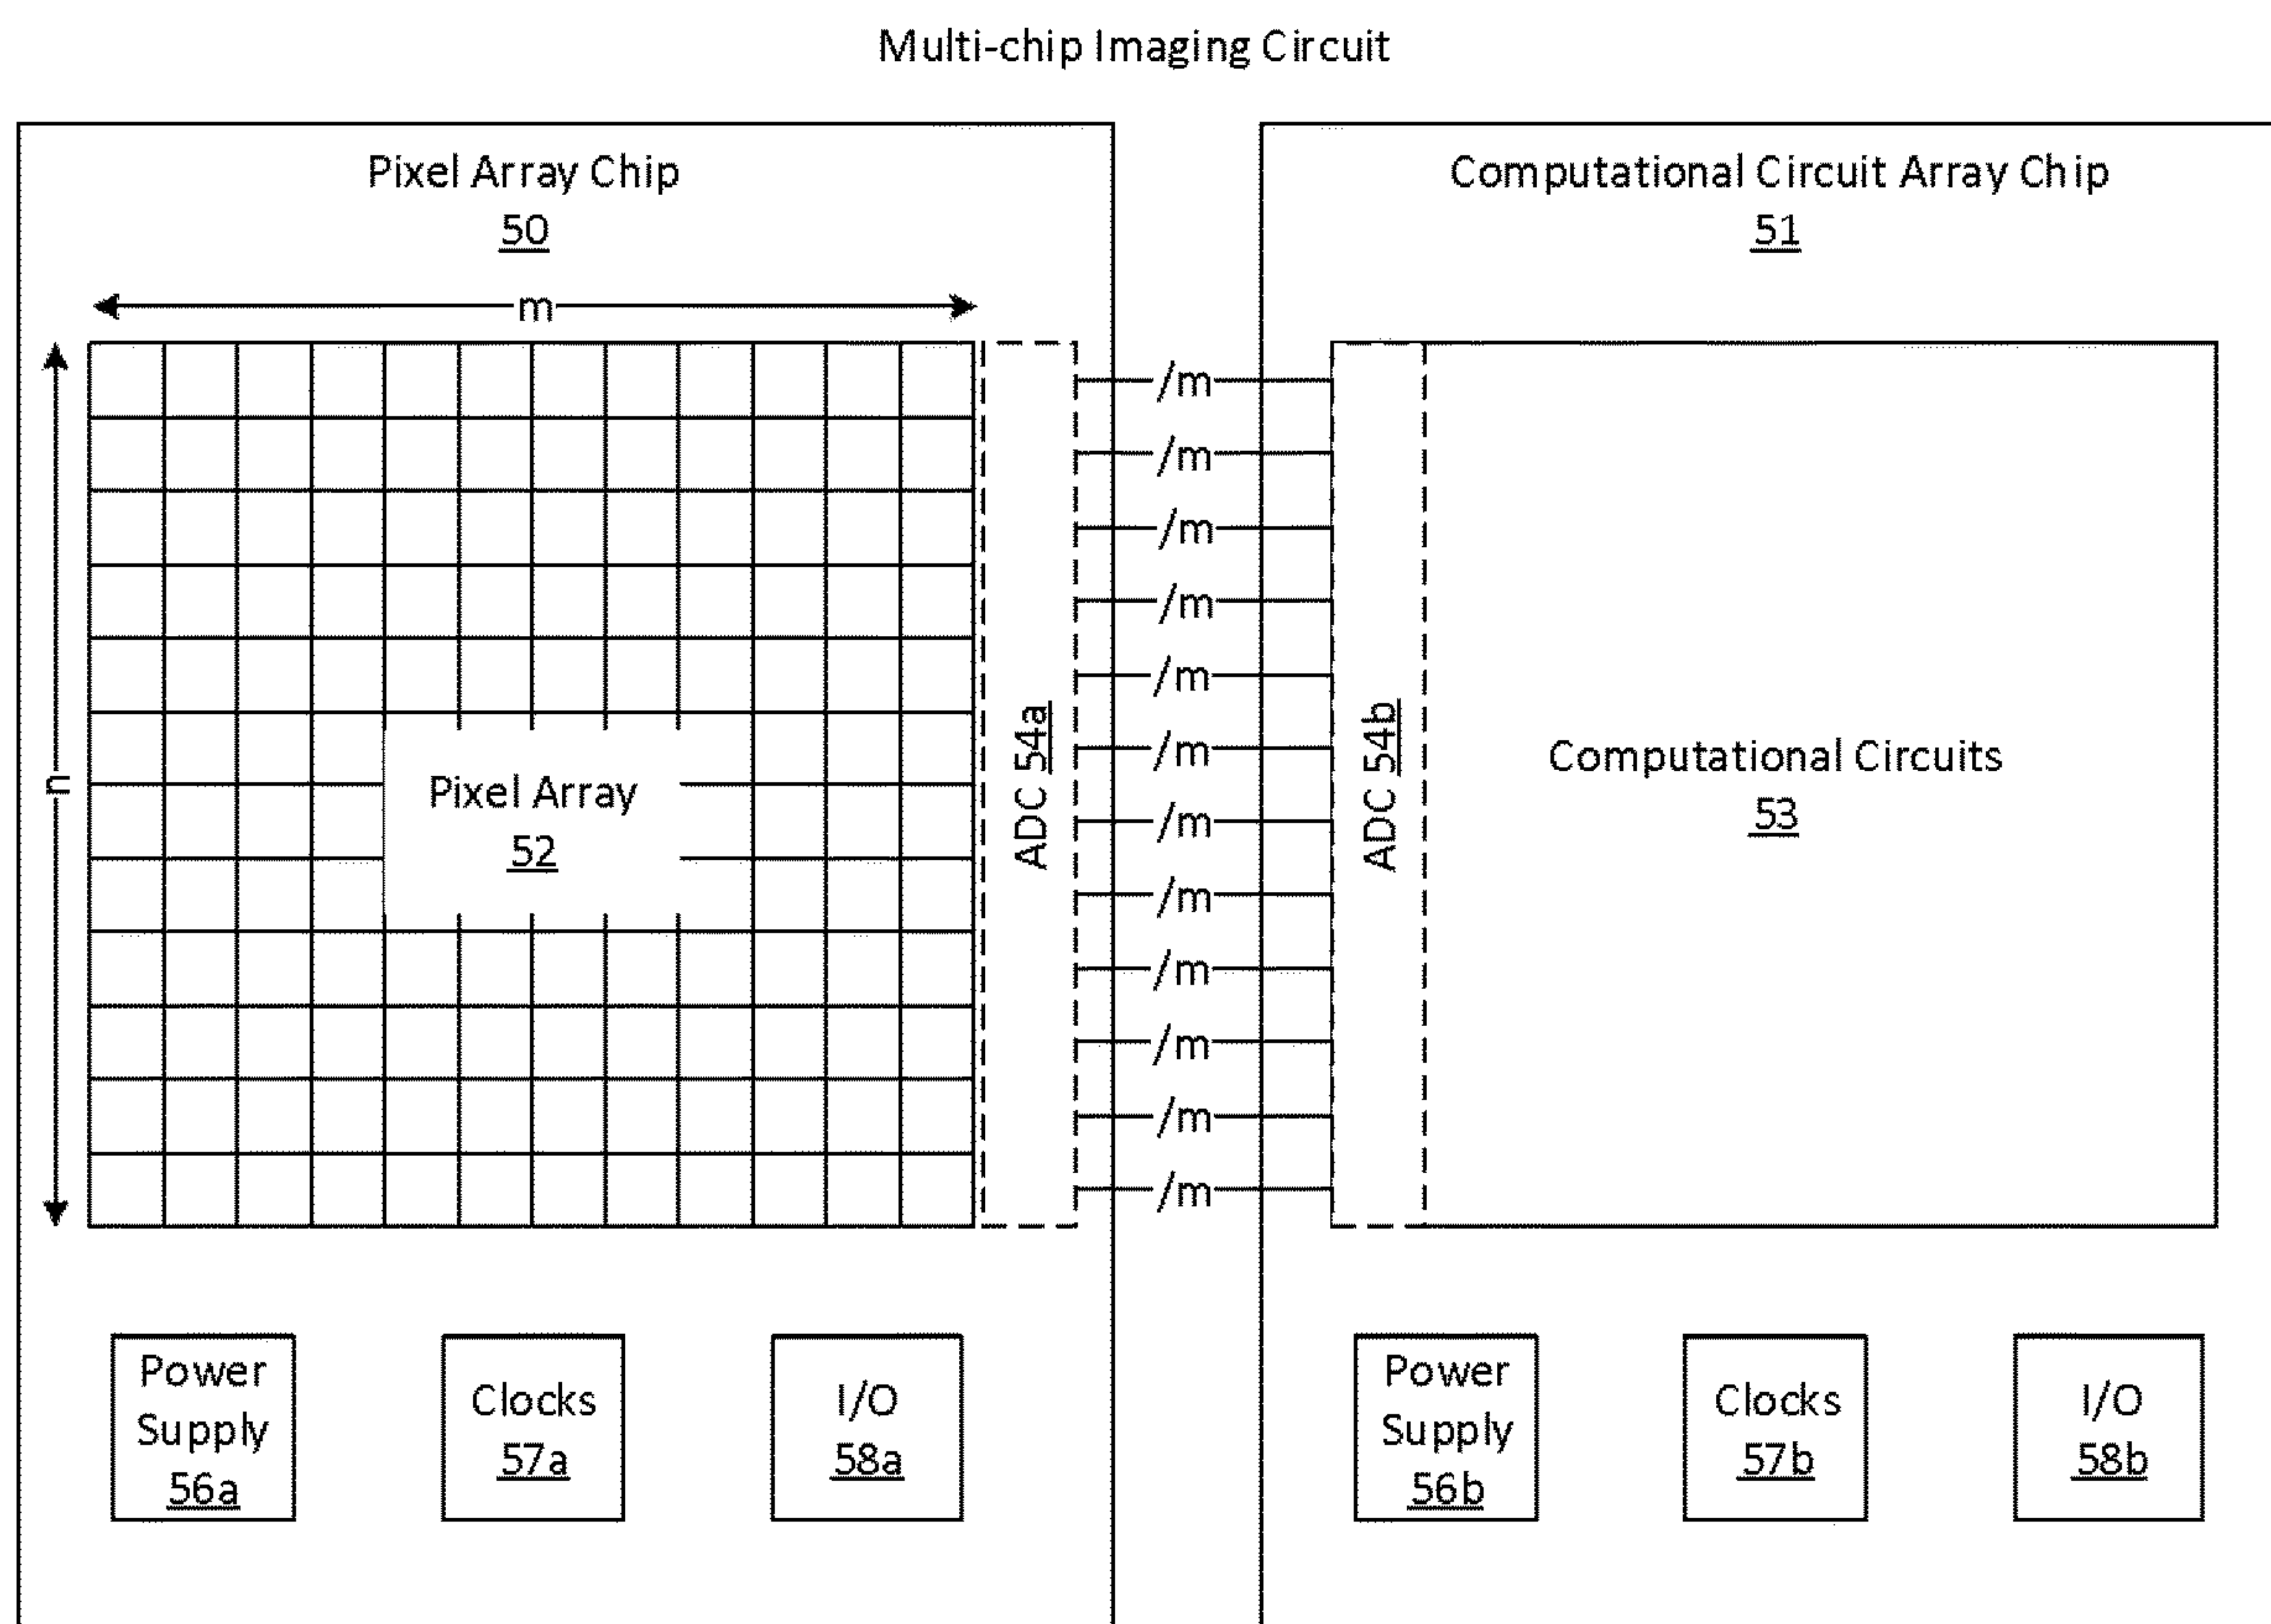 Multi-chip Imaging Circuit
Pixel Array Chip
50
Computational Circuit Array Chip
51
m
n
/m
/m
/m
/m
/m
/m
/m
/m
/m
/m
/m
/m
Pixel Array
52
ADC 54a
ADC 54b
Computational Circuits
53
Power
Supply
56a
Clocks
57a
I/O
58a
Power
Supply
56b
Clocks
57b
I/O
58b